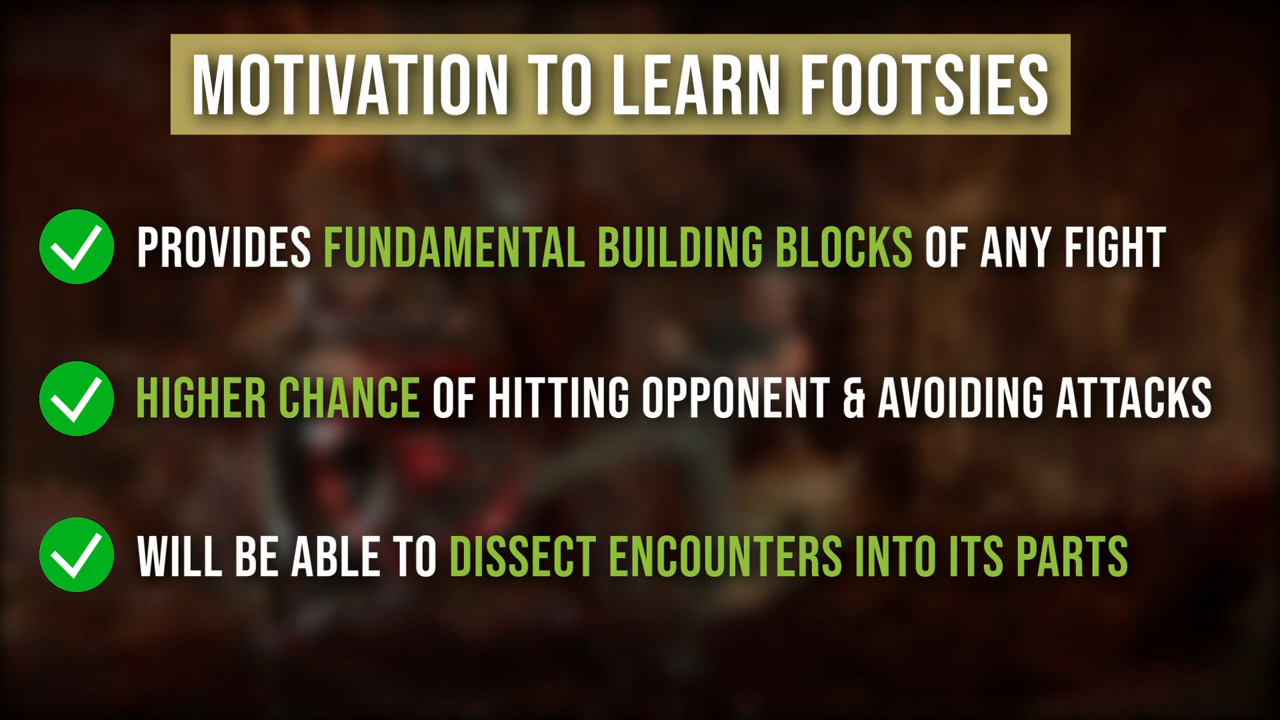 MOTIVATION TO LEARN FOOTSIES
PROVIDES FUNDAMENTAL BUILDING BLOCKS OF ANY FIGHT
HIGHER CHANCE OF HITTING OPPONENT & AVOIDING ATTACKS
WILL BE ABLE TO DISSECT ENCOUNTERS INTO ITS PARTS